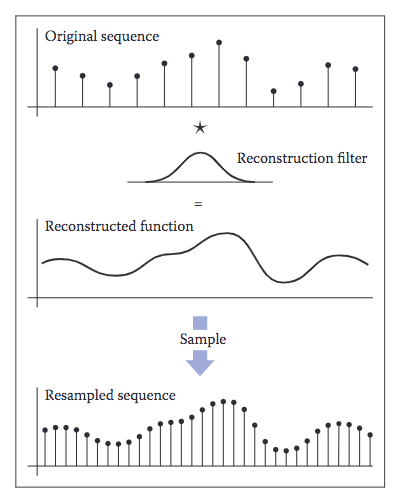 Original sequence
★
Reconstruction filter
=
Reconstructed function
Sample
Resampled sequence